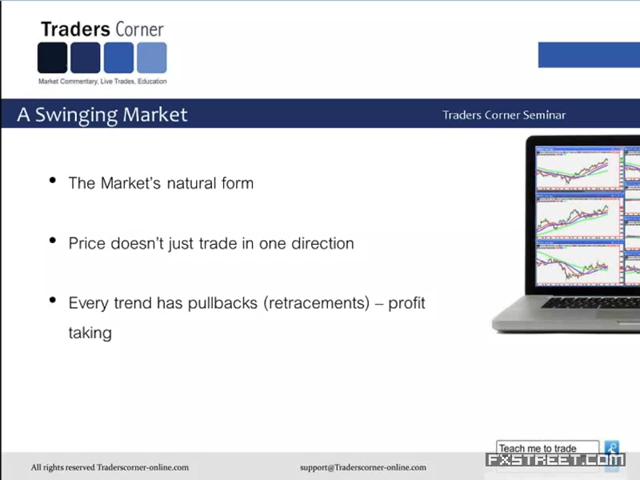 Traders Corner
Market Commentary, Live Trades, Education
A Swinging Market
Traders Corner Seminar
• The Market's natural form
• Price doesn't just trade in one direction
• Every trend has pullbacks (retracements) – profit
taking
Teach me to trade
FXSTREET.COM
All rights reserved Traderscorner-online.com
support@Traderscorner-online.com